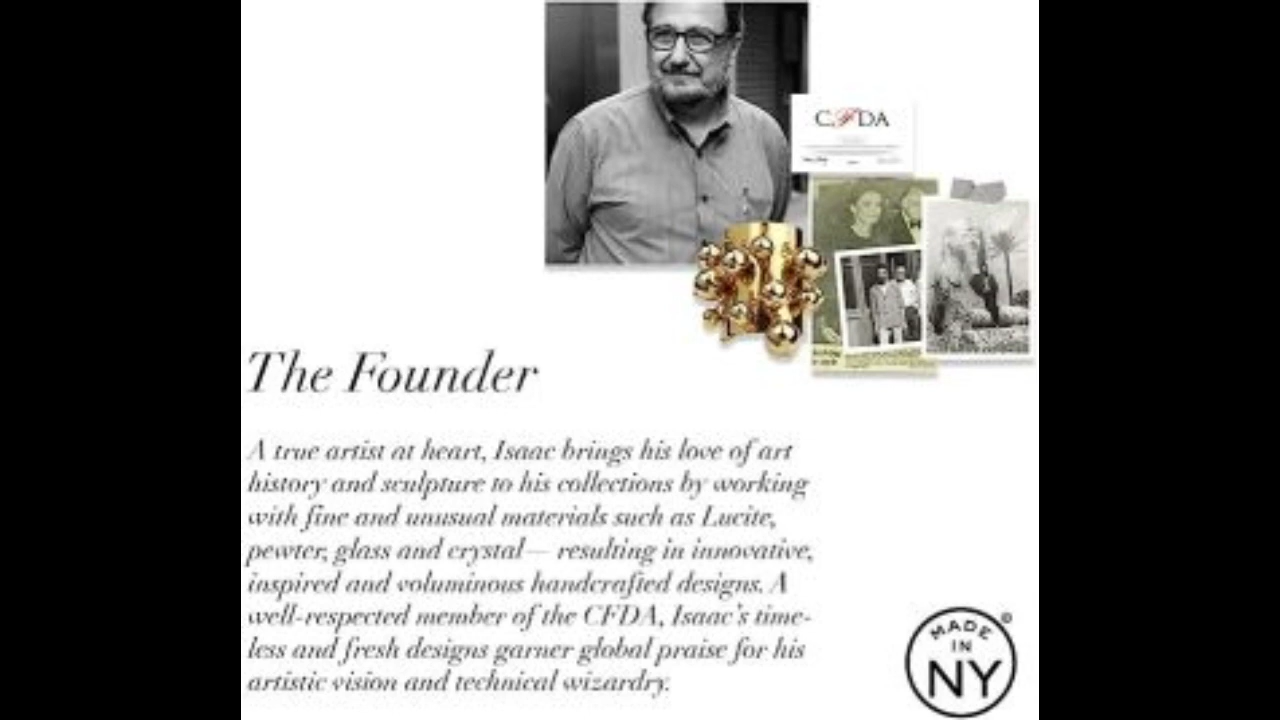 CFDA
The Founder
A true artist at heart, Isaac brings his love of art
history and sculpture to his collections by working
with fine and unusual materials such as Lucite,
pewter, glass and crystal— resulting in innovative,
inspired and voluminous handcrafted designs. A
well-respected member of the CFDA, Isaac's time-
less and fresh designs garner global praise for his
artistic vision and technical wizardry.
MADE
IN
NY
®